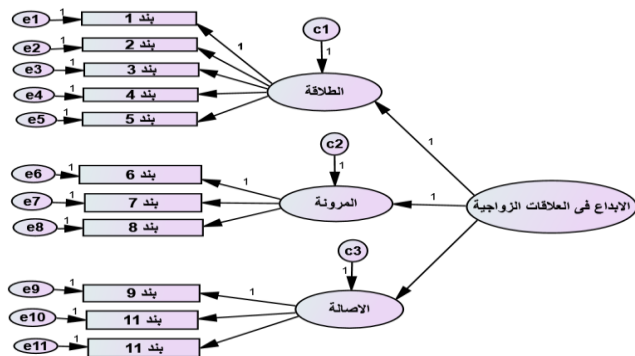 e1 1 بند 1
e2 1 بند 2
e3 1 بند 3
e4 1 بند 4
e5 1 بند 5
1
c1
1
الطلاقة
1
e6 1 بند 6
e7 1 بند 7
e8 1 بند 8
1
c2
1
المرونة
1
الابداع فى العلاقات الزواجية
e9 1 بند 9
e10 1 بند 11
e11 1 بند 11
1
c3
1
الاصالة